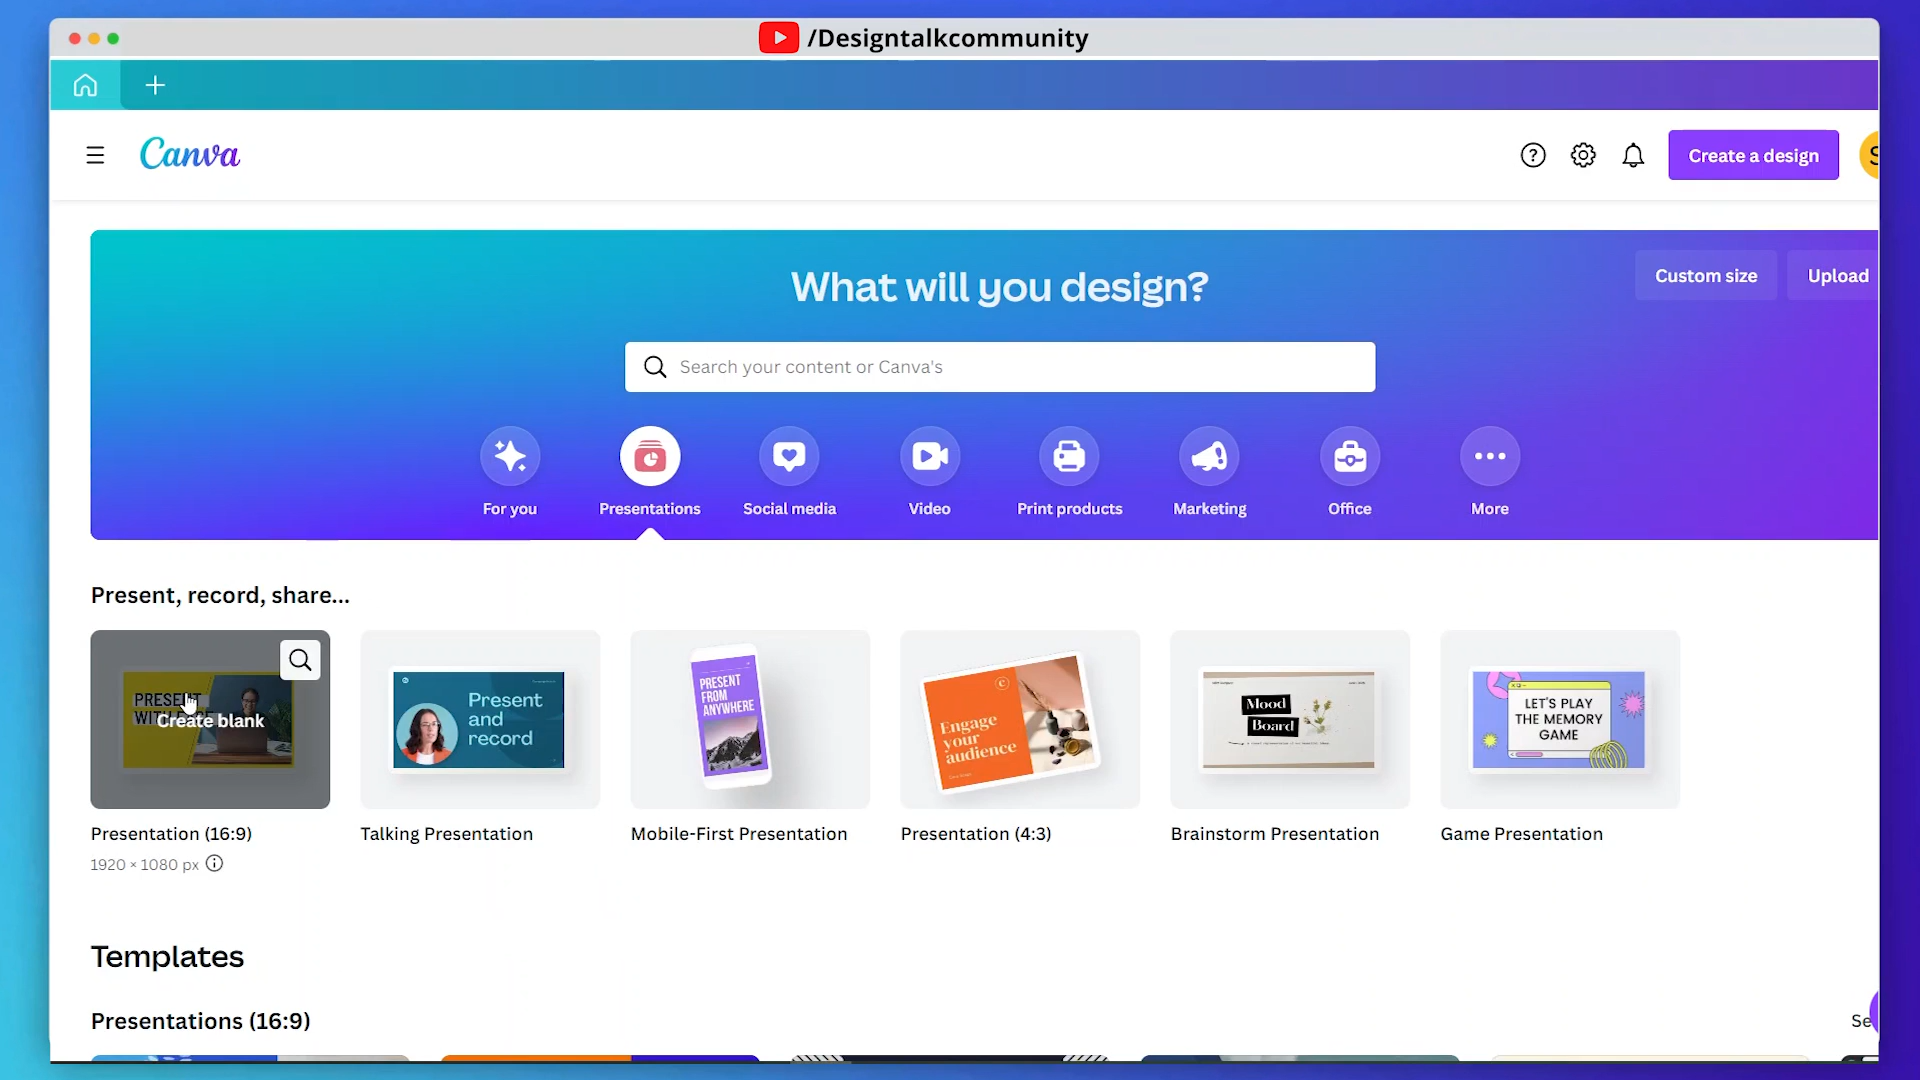 /Designtalkcommunity
Canva
Create a design
S
What will you design?
Custom size
Upload
Search your content or Canva's
For you
Presentations
Social media
Video
Print products
Marketing
Office
More
Present, record, share...
PRESENT
Create blank
Present
and
record
PRESENT
FROM
ANYWHERE
Engage
your
audience
Mood
Board
LET'S PLAY
THE MEMORY
GAME
Presentation (16:9)
1920 × 1080 px
Talking Presentation
Mobile-First Presentation
Presentation (4:3)
Brainstorm Presentation
Game Presentation
Templates
Presentations (16:9)
Se